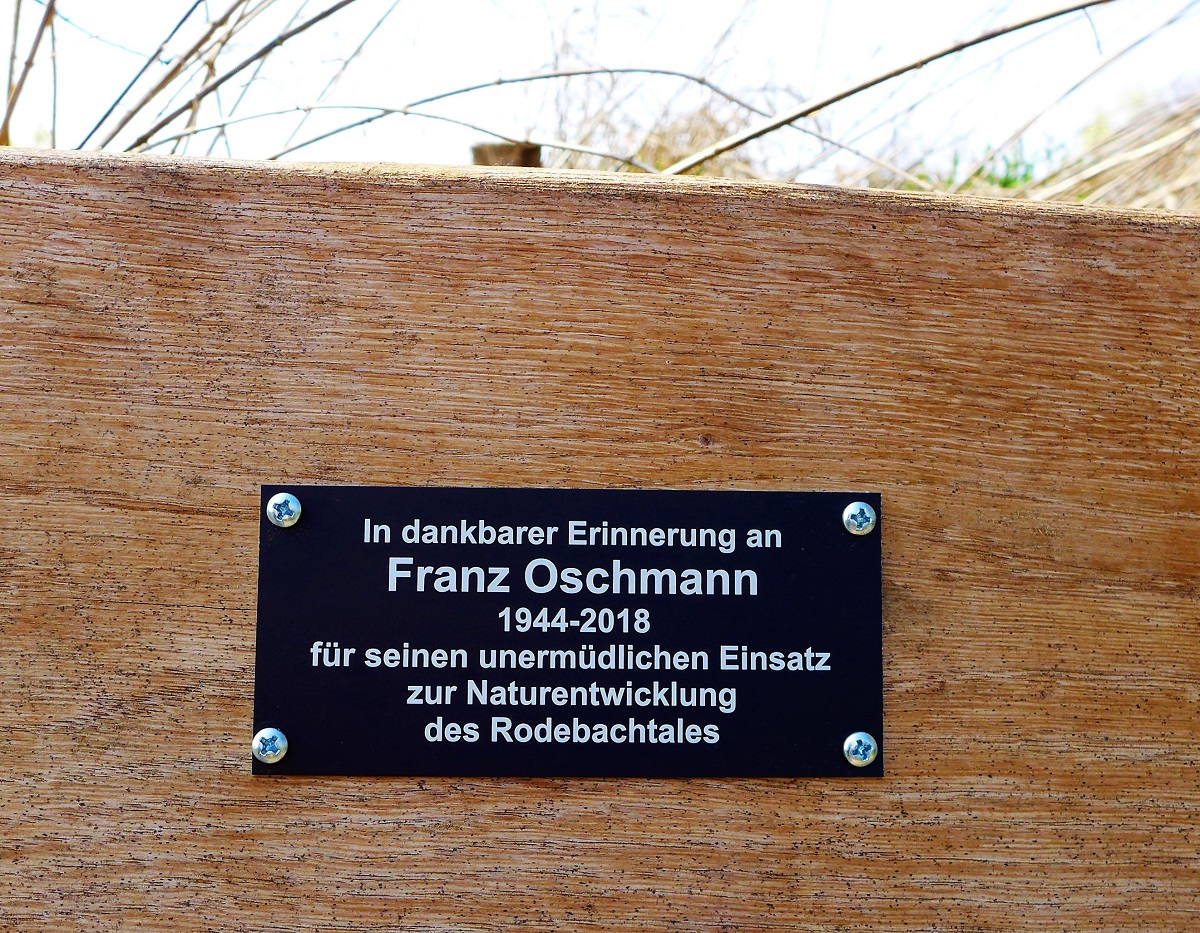 In dankbarer Erinnerung an
Franz Oschmann
1944-2018
für seinen unermüdlichen Einsatz
zur Naturentwicklung
des Rodebachtales